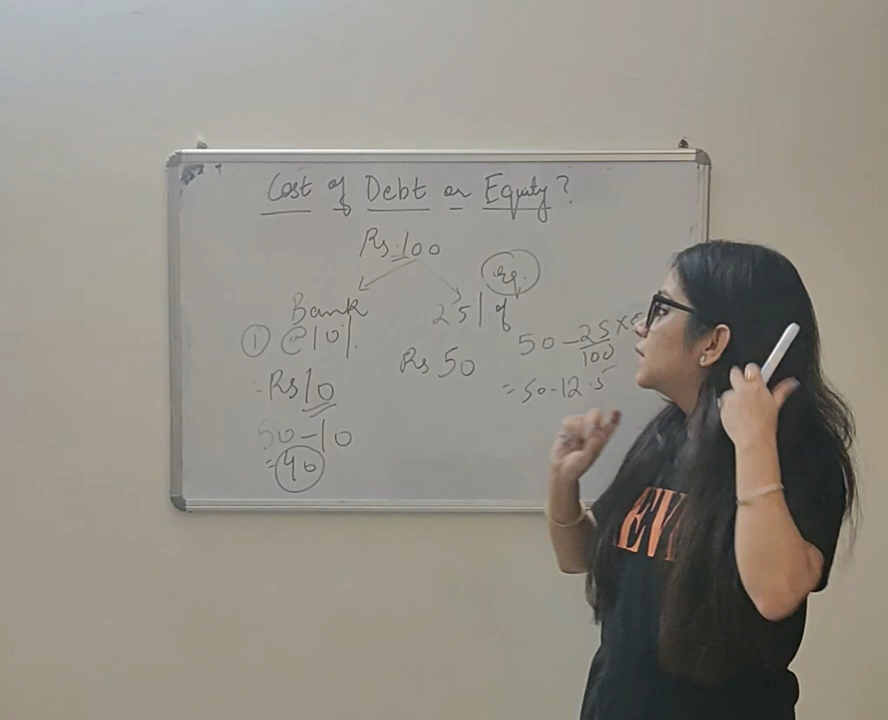 Cost of Debt or Equity?
Rs.100
Bank
① @10%
= Rs 10
50-10
= 40
eq.
25% of
Rs 50
50 - 25/100 ×
= 50-12.5
EV